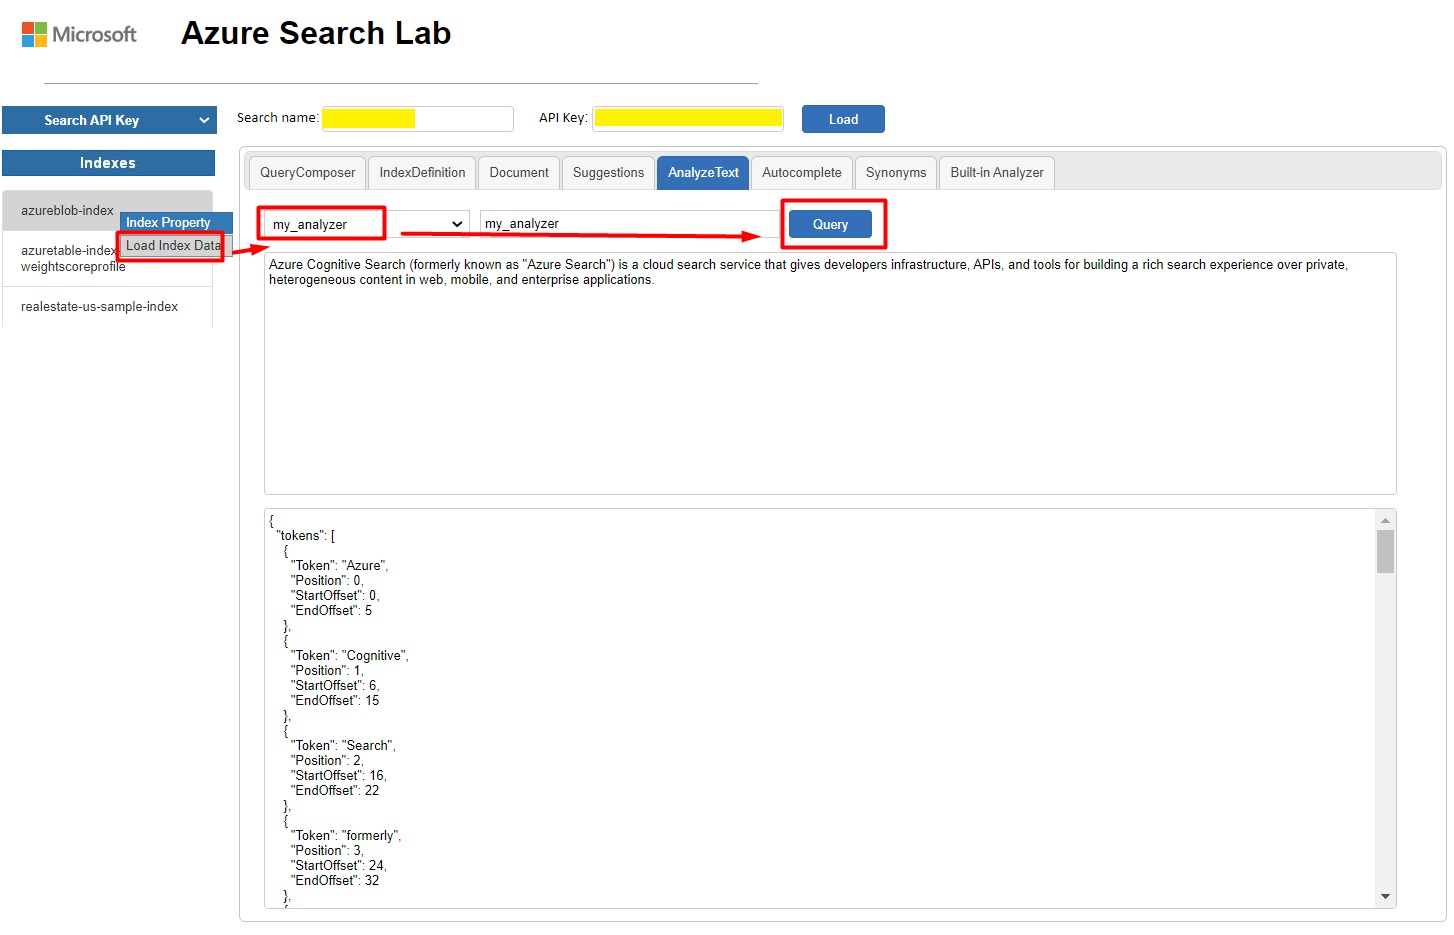 Microsoft
Azure Search Lab
Search API Key
Search name:
API Key:
Load
Indexes
QueryComposer
IndexDefinition
Document
Suggestions
AnalyzeText
Autocomplete
Synonyms
Built-in Analyzer
azureblob-index
Index Property
Load Index Data
azuretable-index-
weightscoreprofile
realestate-us-sample-index
my_analyzer
my_analyzer
Query
Azure Cognitive Search (formerly known as "Azure Search") is a cloud search service that gives developers infrastructure, APIs, and tools for building a rich search experience over private,
heterogeneous content in web, mobile, and enterprise applications.
{
"tokens": [
{
"Token": "Azure",
"Position": 0,
"StartOffset": 0,
"EndOffset": 5
},
{
"Token": "Cognitive",
"Position": 1,
"StartOffset": 6,
"EndOffset": 15
},
{
"Token": "Search",
"Position": 2,
"StartOffset": 16,
"EndOffset": 22
},
{
"Token": "formerly",
"Position": 3,
"StartOffset": 24,
"EndOffset": 32
},